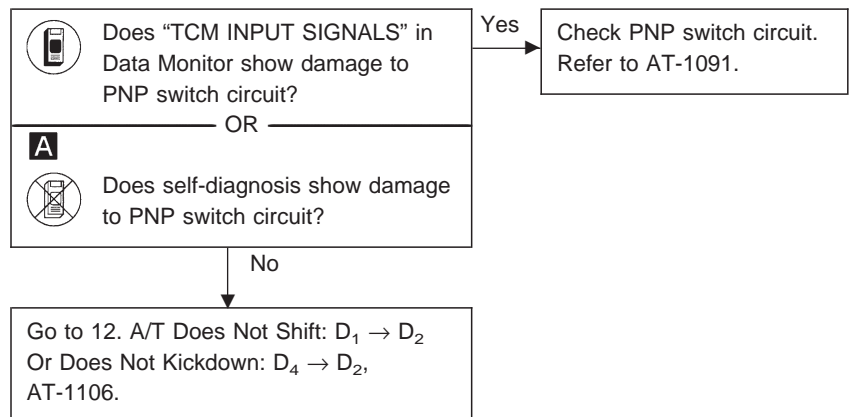 Does “TCM INPUT SIGNALS” in
Data Monitor show damage to
PNP switch circuit?
Yes
Check PNP switch circuit.
Refer to AT-1091.
OR
A
Does self-diagnosis show damage
to PNP switch circuit?
No
Go to 12. A/T Does Not Shift: D₁ → D₂
Or Does Not Kickdown: D₄ → D₂,
AT-1106.